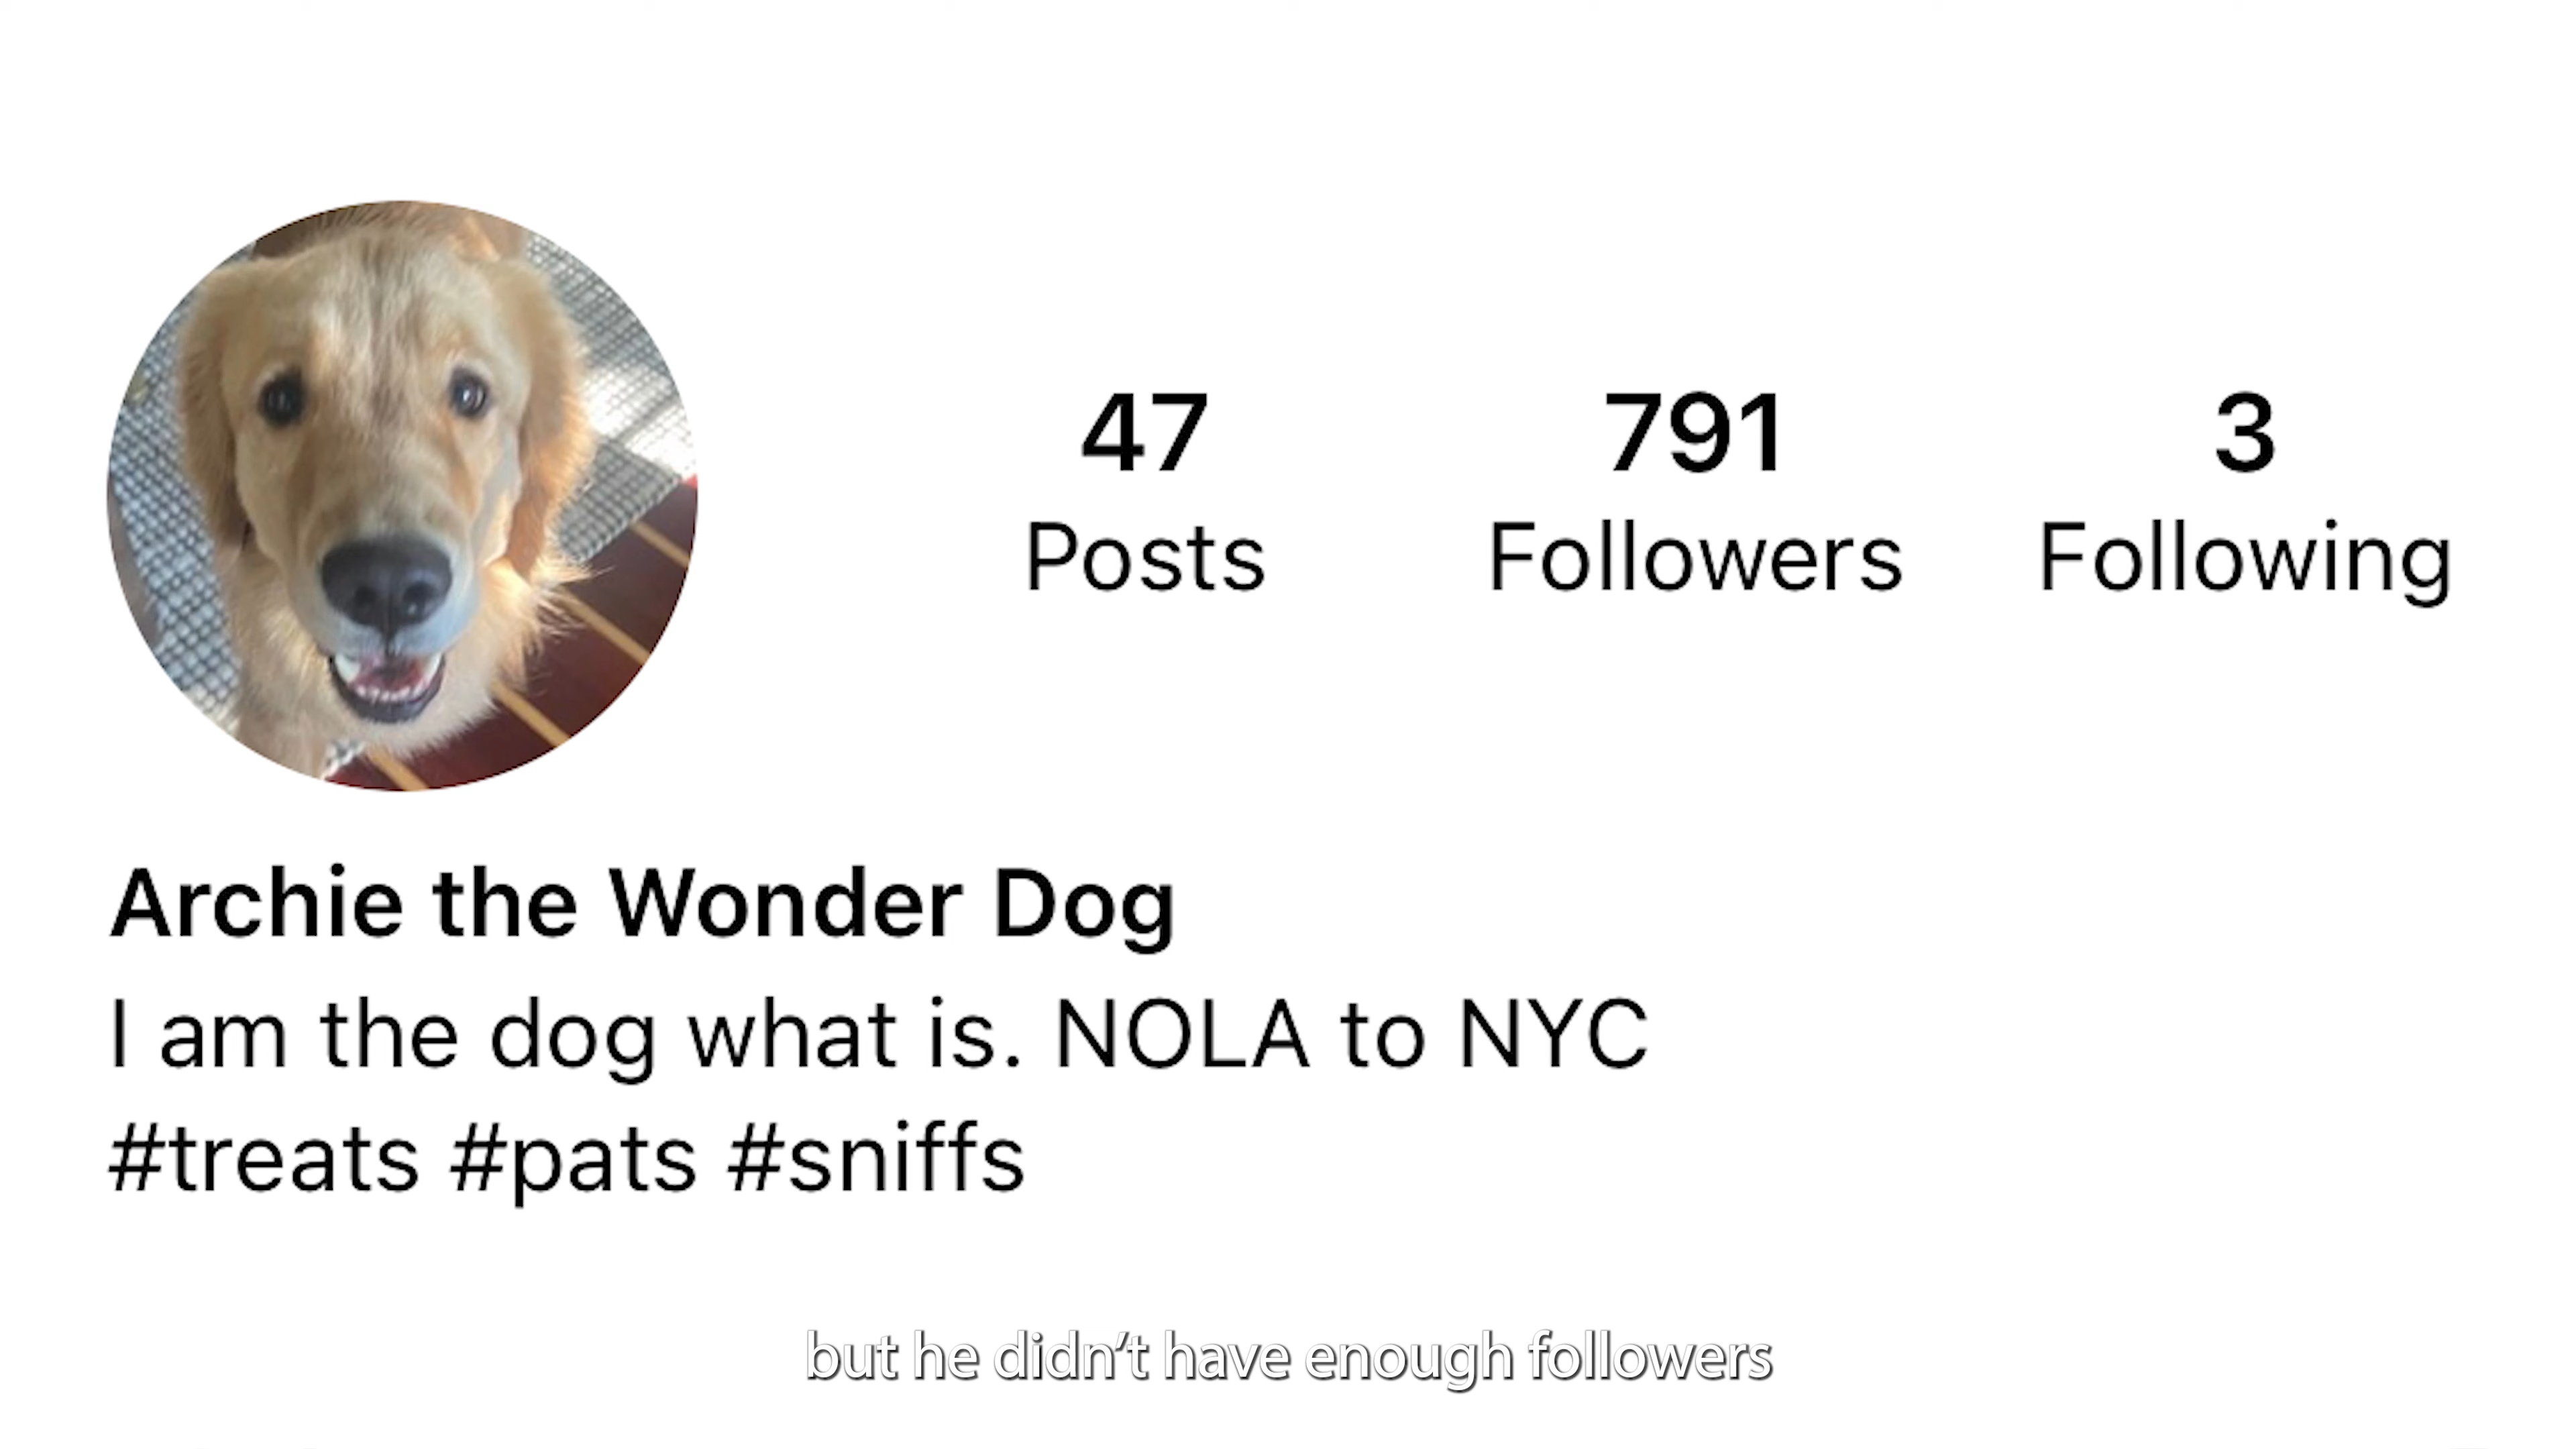 47
Posts
791
Followers
3
Following
Archie the Wonder Dog
I am the dog what is. NOLA to NYC
#treats #pats #sniffs
but he didn't have enough followers